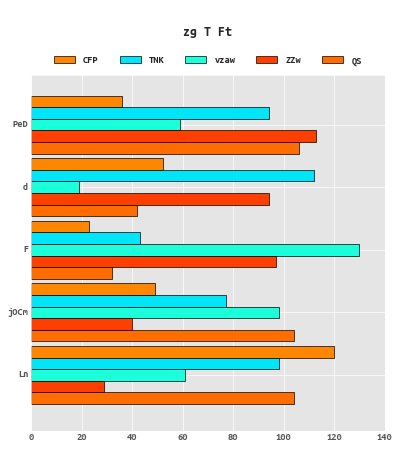 zg T Ft
CFP TNK vzaw ZZw QS
PeD
d
F
jOCm
Ln
0 20 40 60 80 100 120 140